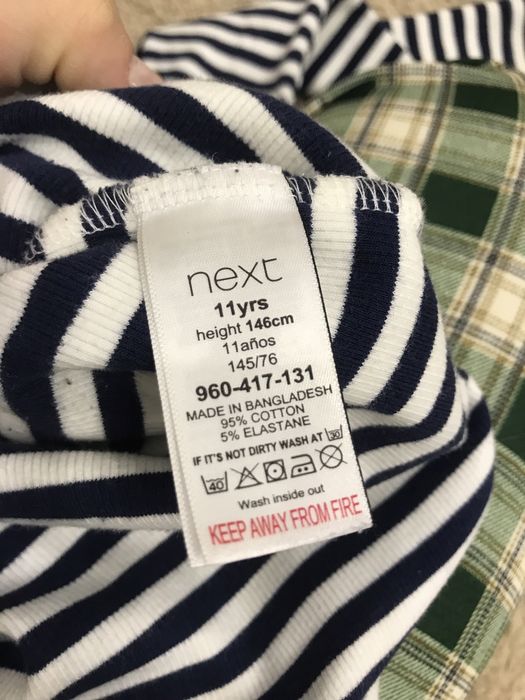 next
11yrs
height 146cm
11años
145/76
960-417-131
MADE IN BANGLADESH
95% COTTON
5% ELASTANE
IF IT'S NOT DIRTY WASH AT 30
40
Wash inside out
KEEP AWAY FROM FIRE